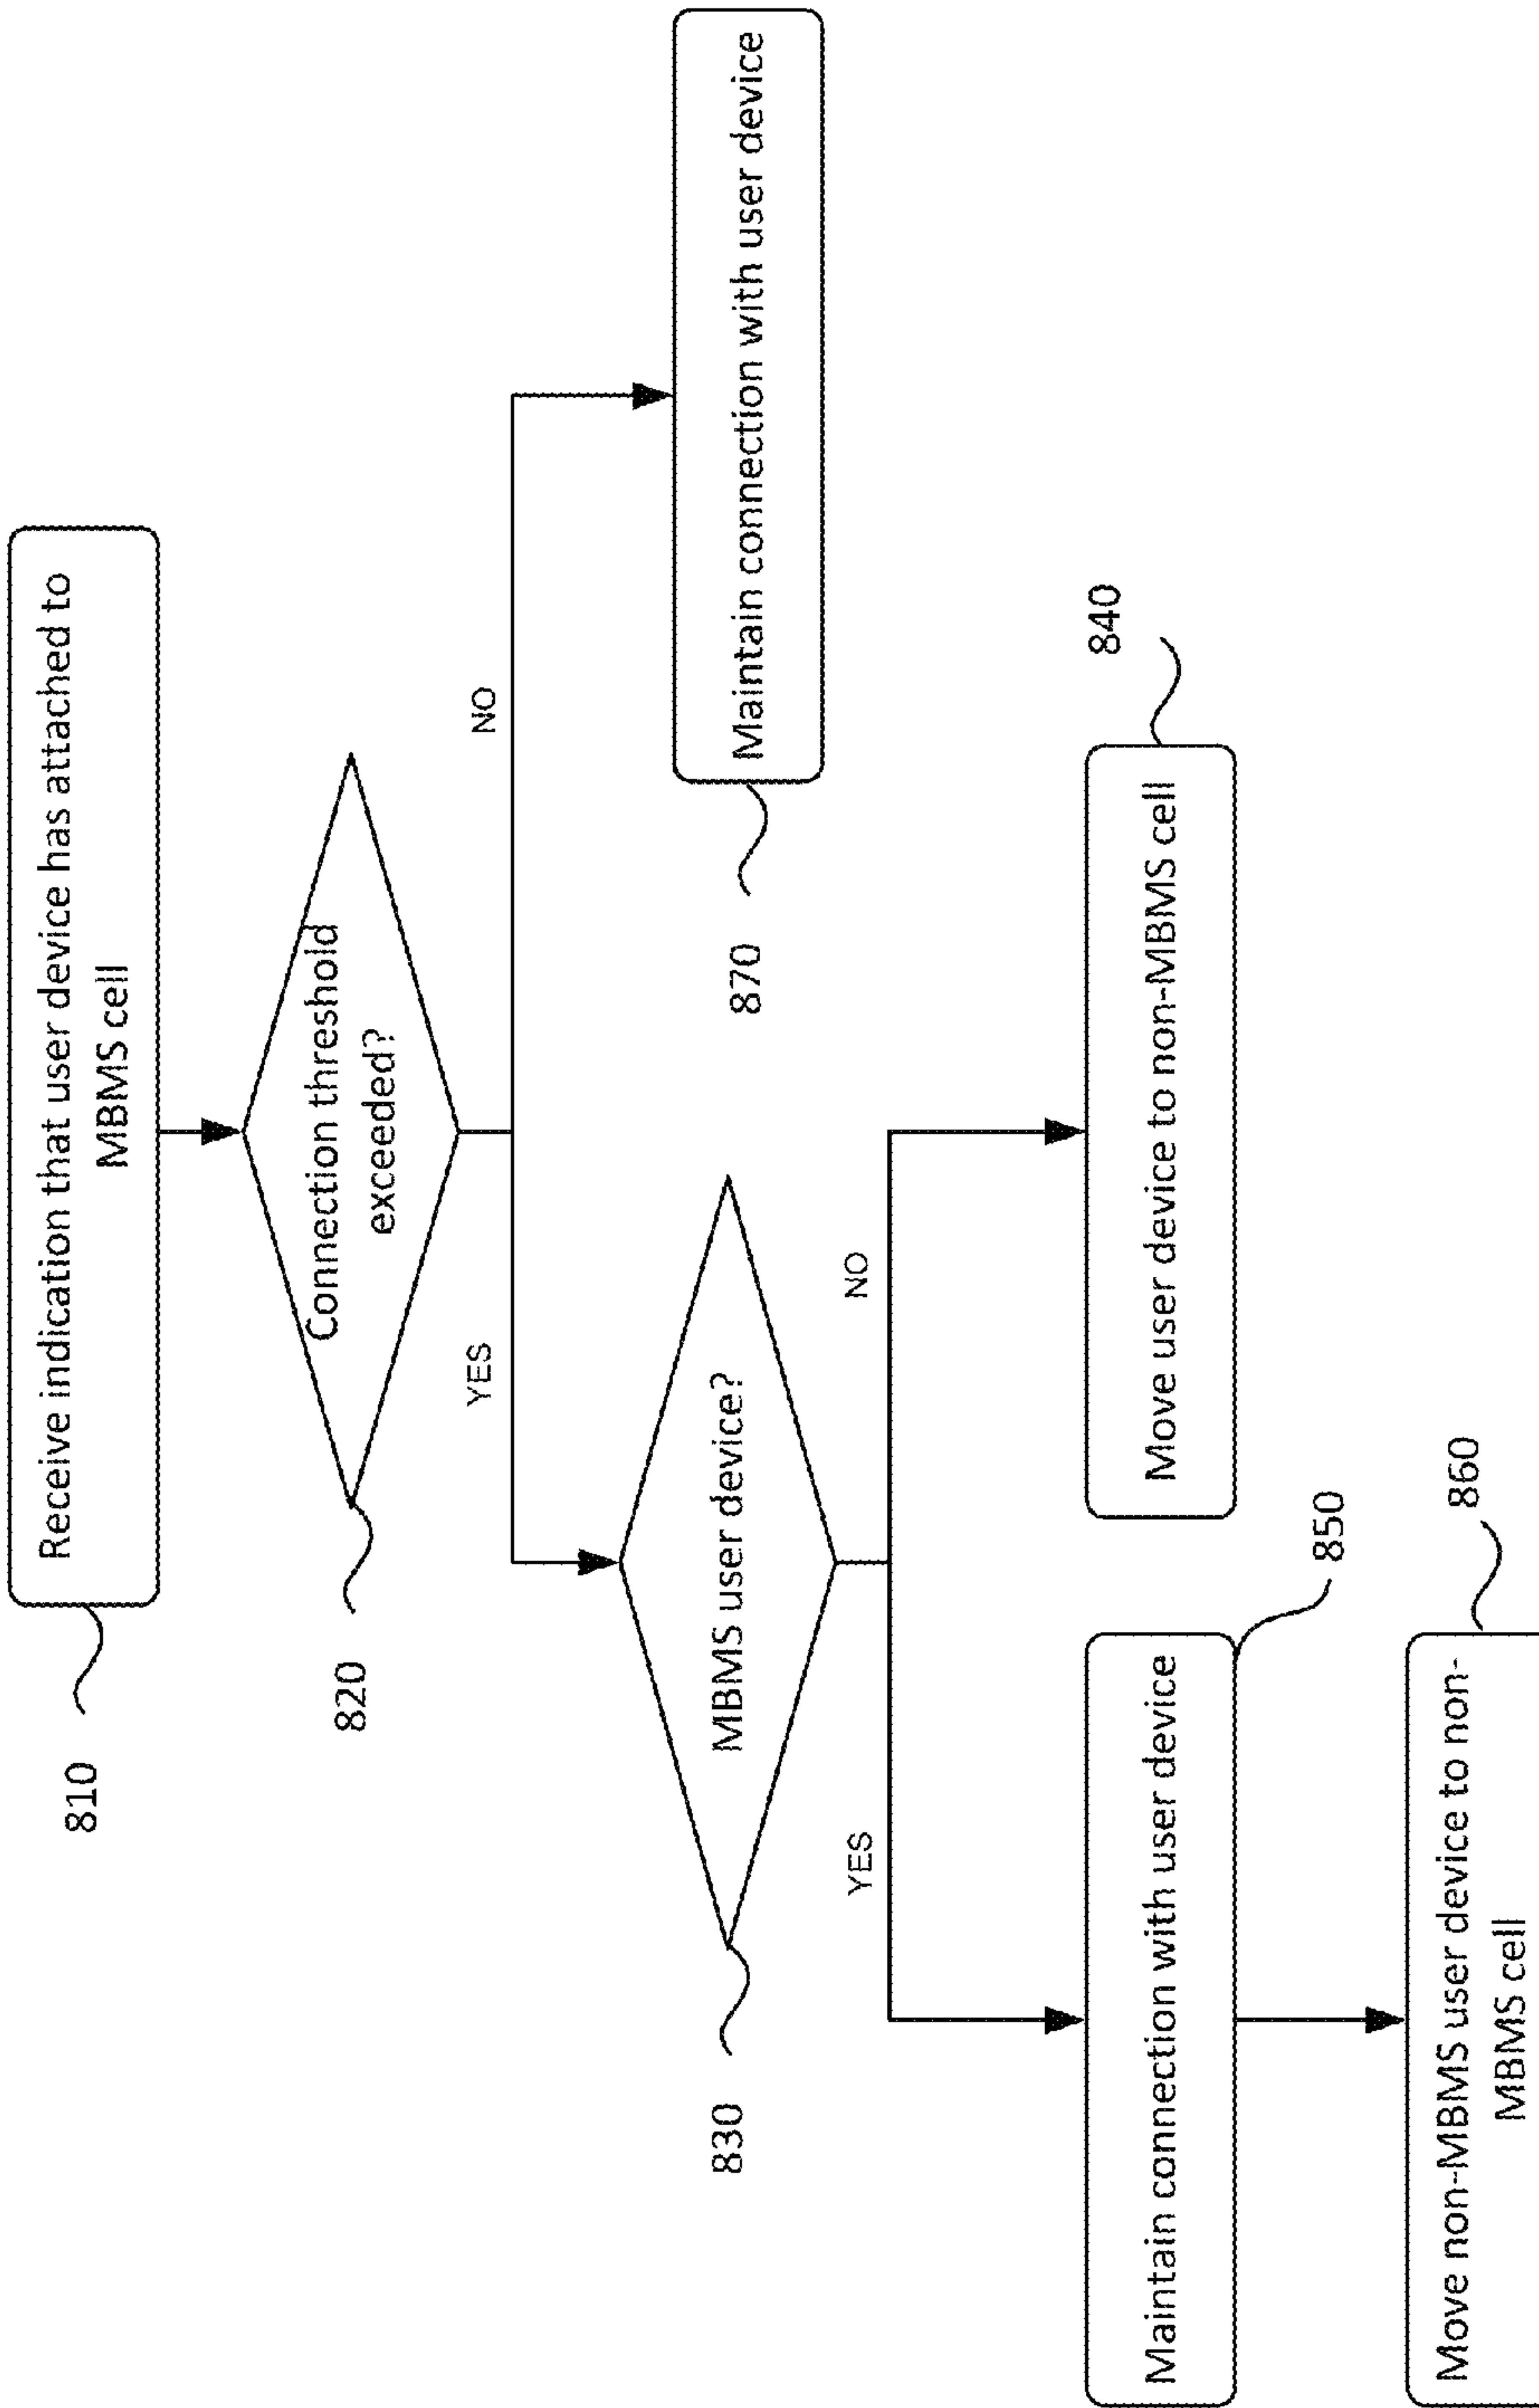 810
Receive indication that user device has attached to
MBMS cell
820
Connection threshold
exceeded?
YES
NO
830
MBMS user device?
870
Maintain connection with user device
YES
NO
Maintain connection with user device
850
Move user device to non-MBMS cell
840
Move non-MBMS user device to non-
MBMS cell
860